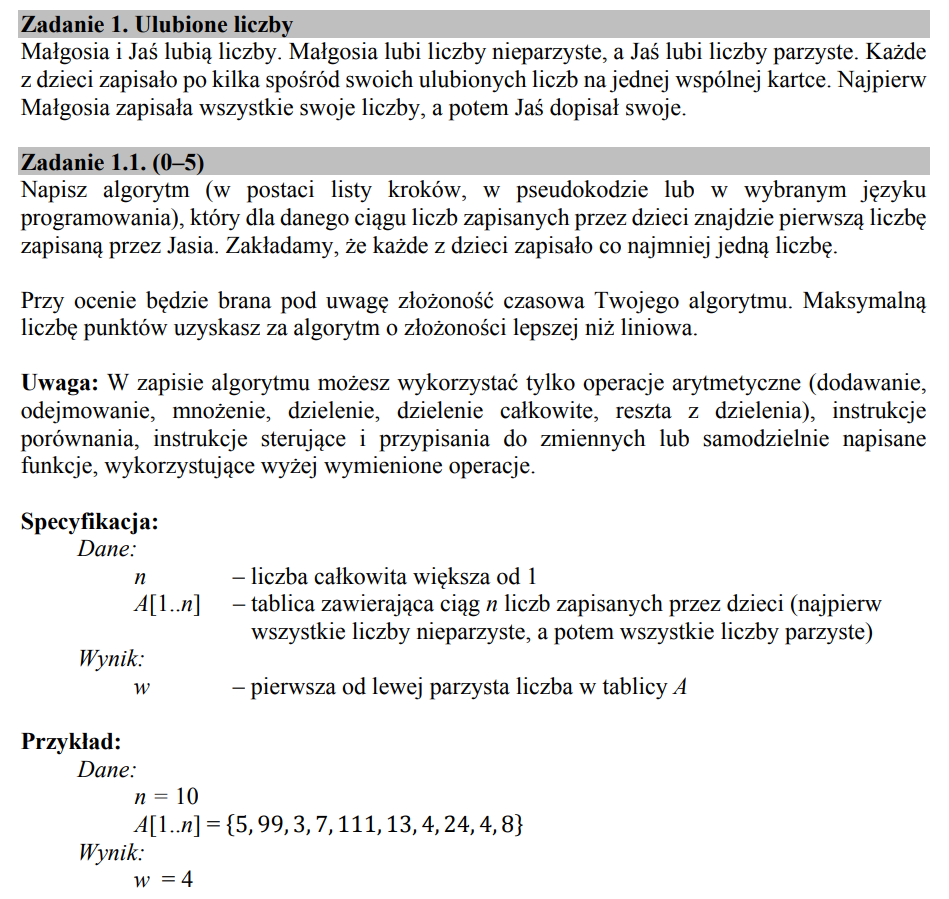 Zadanie 1. Ulubione liczby
Małgosia i Jaś lubią liczby. Małgosia lubi liczby nieparzyste, a Jaś lubi liczby parzyste. Każde
z dzieci zapisało po kilka spośród swoich ulubionych liczb na jednej wspólnej kartce. Najpierw
Małgosia zapisała wszystkie swoje liczby, a potem Jaś dopisał swoje.
Zadanie 1.1. (0–5)
Napisz algorytm (w postaci listy kroków, w pseudokodzie lub w wybranym języku
programowania), który dla danego ciągu liczb zapisanych przez dzieci znajdzie pierwszą liczbę
zapisaną przez Jasia. Zakładamy, że każde z dzieci zapisało co najmniej jedną liczbę.
Przy ocenie będzie brana pod uwagę złożoność czasowa Twojego algorytmu. Maksymalną
liczbę punktów uzyskasz za algorytm o złożoności lepszej niż liniowa.
Uwaga: W zapisie algorytmu możesz wykorzystać tylko operacje arytmetyczne (dodawanie,
odejmowanie, mnożenie, dzielenie, dzielenie całkowite, reszta z dzielenia), instrukcje
porównania, instrukcje sterujące i przypisania do zmiennych lub samodzielnie napisane
funkcje, wykorzystujące wyżej wymienione operacje.
Specyfikacja:
Dane:
n – liczba całkowita większa od 1
A[1..n] – tablica zawierająca ciąg n liczb zapisanych przez dzieci (najpierw
wszystkie liczby nieparzyste, a potem wszystkie liczby parzyste)
Wynik:
w – pierwsza od lewej parzysta liczba w tablicy A
Przykład:
Dane:
n = 10
A[1..n] = {5, 99, 3, 7, 111, 13, 4, 24, 4, 8}
Wynik:
w = 4